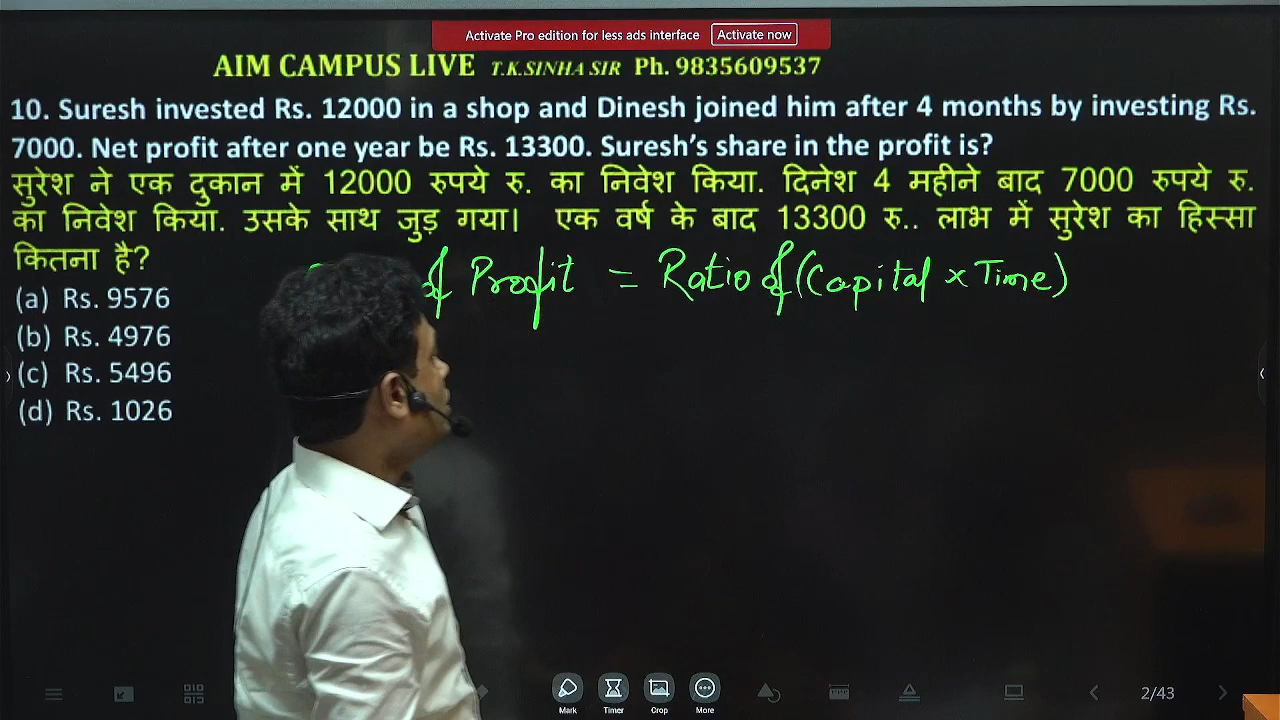 Activate Pro edition for less ads interface Activate now
AIM CAMPUS LIVE T.K.SINHA SIR Ph. 9835609537
10. Suresh invested Rs. 12000 in a shop and Dinesh joined him after 4 months by investing Rs.
7000. Net profit after one year be Rs. 13300. Suresh's share in the profit is?
सुरेश ने एक दुकान में 12000 रुपये रु. का निवेश किया. दिनेश 4 महीने बाद 7000 रुपये रु.
का निवेश किया. उसके साथ जुड़ गया। एक वर्ष के बाद 13300 रु.. लाभ में सुरेश का हिस्सा
कितना है?
of Profit = Ratio of (Capital x Time)
(a) Rs. 9576
(b) Rs. 4976
(c) Rs. 5496
(d) Rs. 1026
Mark Timer Crop More
2/43